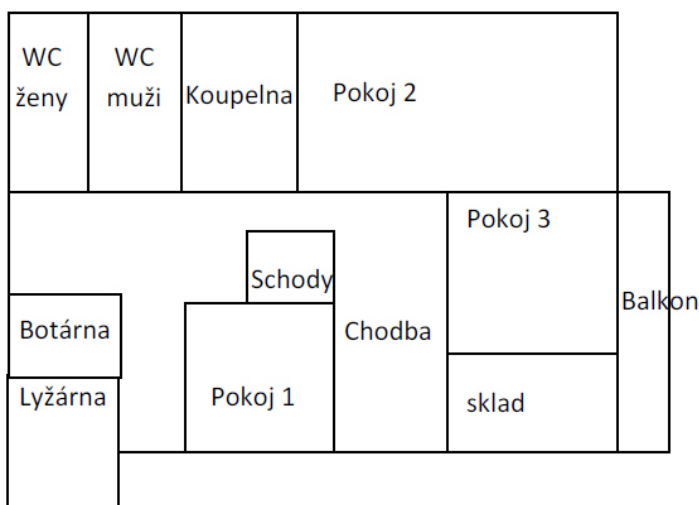 WC
ženy
WC
muži
Koupelna
Pokoj 2
Pokoj 3
Schody
Balkon
Botárna
Chodba
Lyžárna
Pokoj 1
sklad